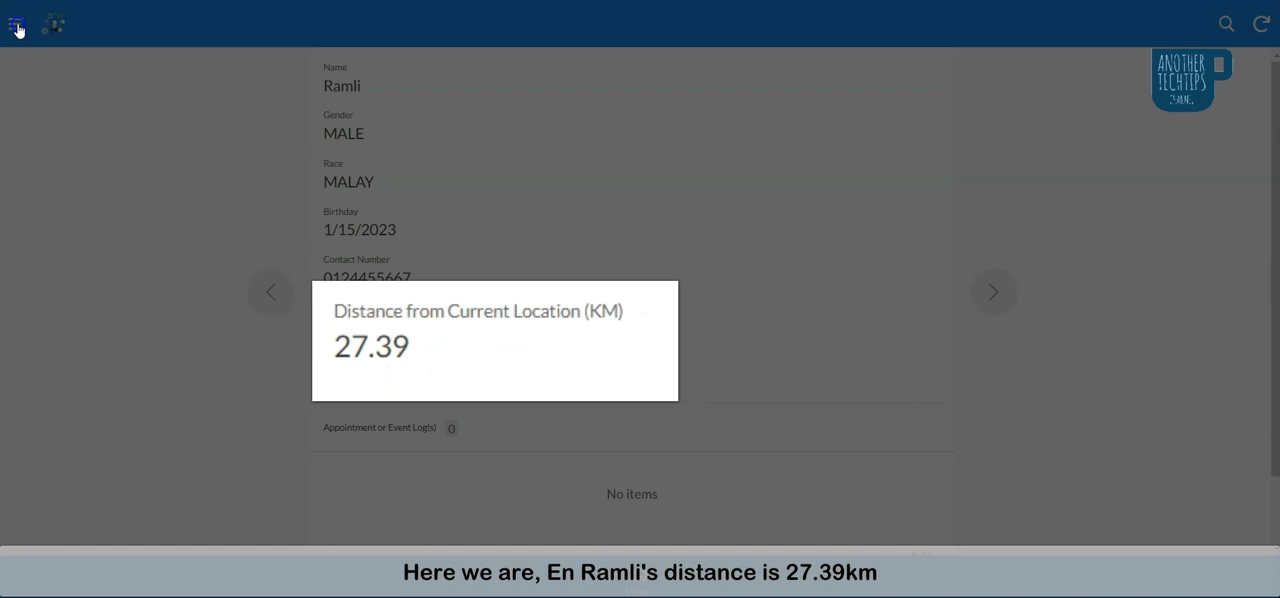 ANOTHER
TECHTIPS
Name
Ramli
Gender
MALE
Race
MALAY
Birthday
1/15/2023
Contact Number
0124455667
Distance from Current Location (KM)
27.39
Appointment or Event Log(s) 0
No items
Here we are, En Ramli's distance is 27.39km